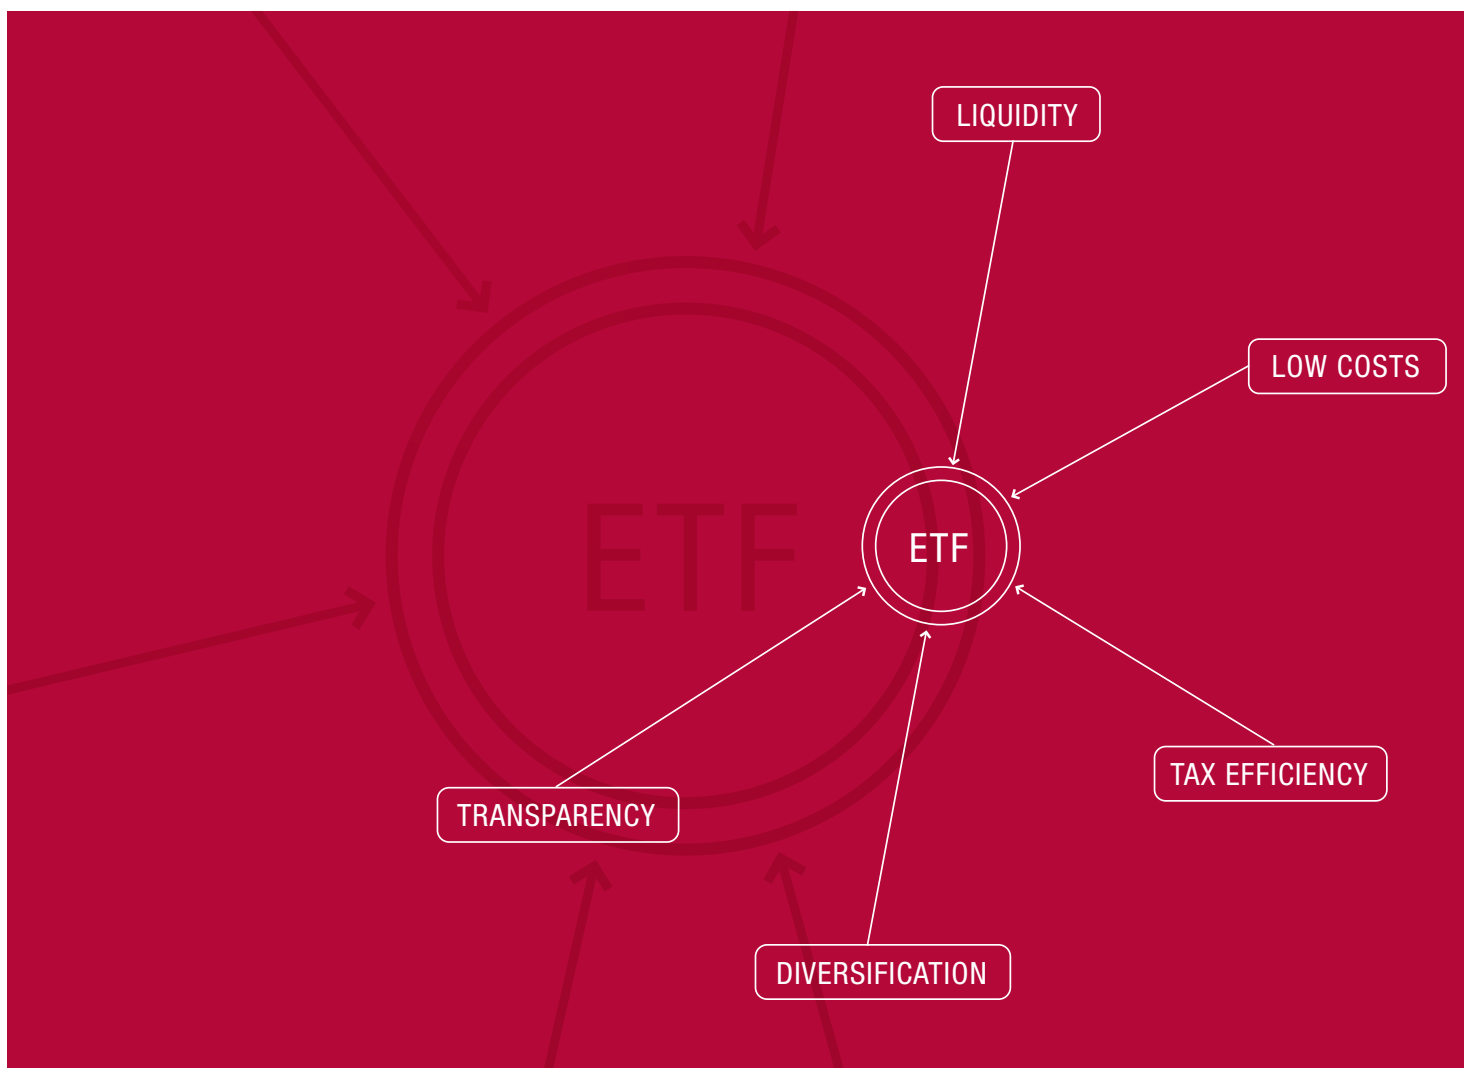 LIQUIDITY
LOW COSTS
ETF
ETF
TAX EFFICIENCY
TRANSPARENCY
DIVERSIFICATION